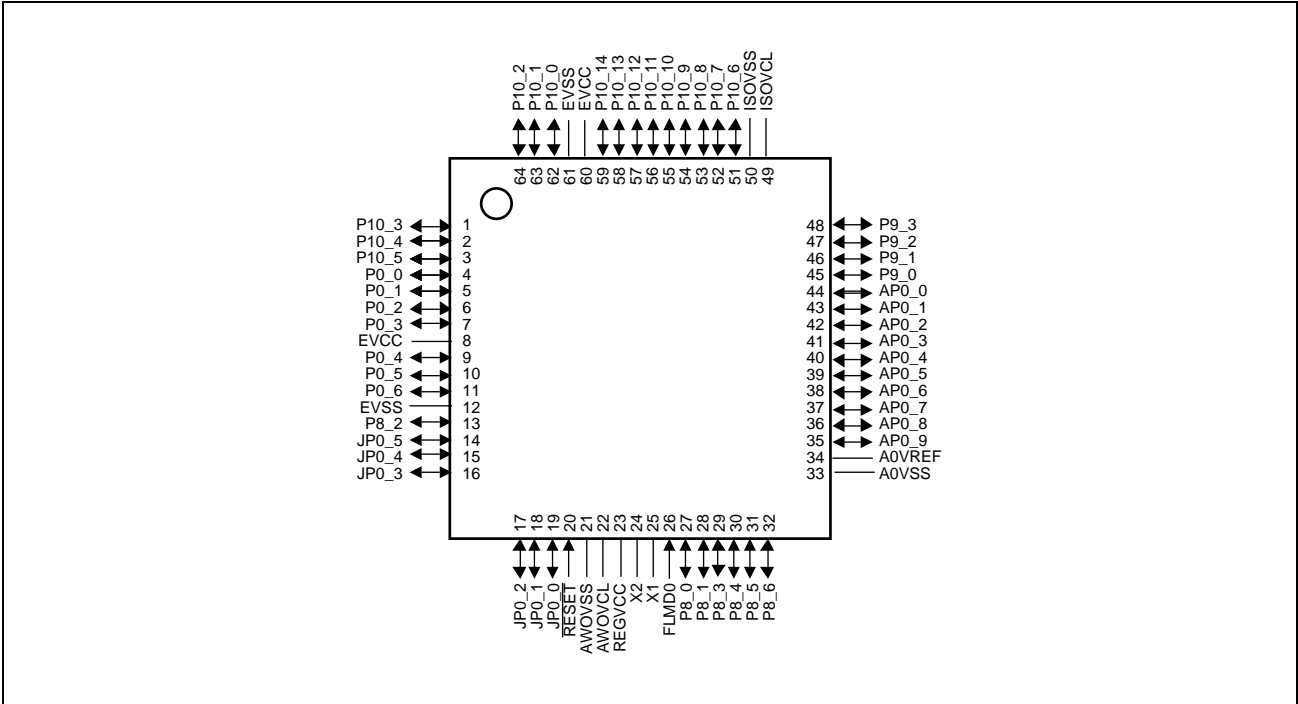 P10_2
P10_1
P10_0
EVSS
EVCC
P10_14
P10_13
P10_12
P10_11
P10_10
P10_9
P10_8
P10_7
P10_6
ISOVSS
ISOVCL
64
63
62
61
60
59
58
57
56
55
54
53
52
51
50
49
P10_3 1
P10_4 2
P10_5 3
P0_0 4
P0_1 5
P0_2 6
P0_3 7
EVCC 8
P0_4 9
P0_5 10
P0_6 11
EVSS 12
P8_2 13
JP0_5 14
JP0_4 15
JP0_3 16
48 P9_3
47 P9_2
46 P9_1
45 P9_0
44 AP0_0
43 AP0_1
42 AP0_2
41 AP0_3
40 AP0_4
39 AP0_5
38 AP0_6
37 AP0_7
36 AP0_8
35 AP0_9
34 A0VREF
33 A0VSS
17
18
19
20
21
22
23
24
25
26
27
28
29
30
31
32
JP0_2
JP0_1
JP0_0
RESET
AWOVSS
AWOVCL
REGVCC
X2
X1
FLMD0
P8_0
P8_1
P8_3
P8_4
P8_5
P8_6